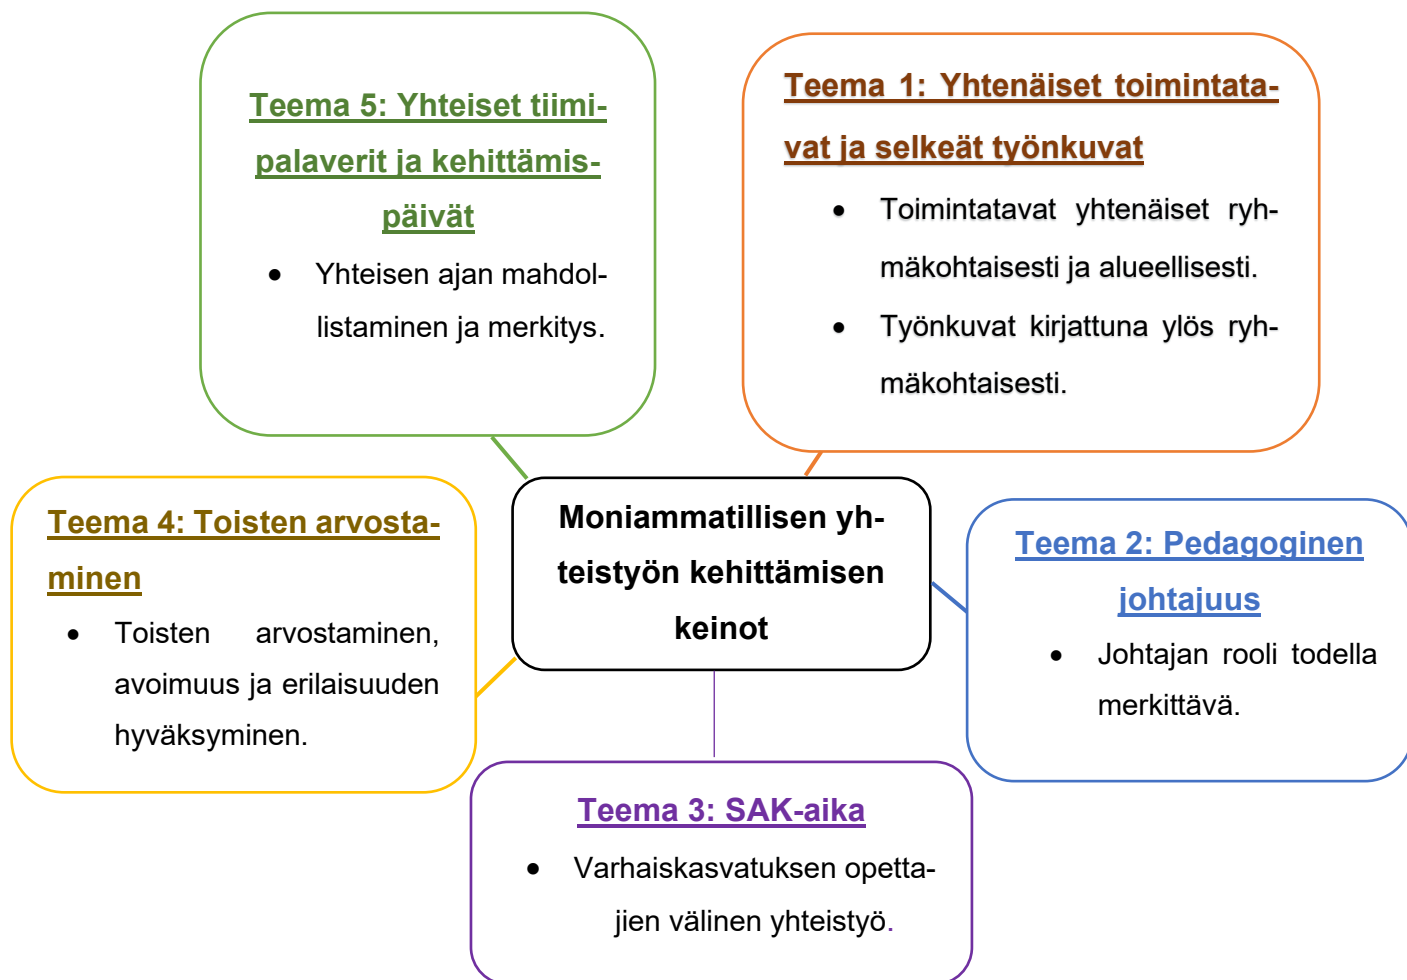 Teema 5: Yhteiset tiimi-
palaverit ja kehittämis-
päivät
• Yhteisen ajan mahdol-
listaminen ja merkitys.
Teema 1: Yhtenäiset toimintata-
vat ja selkeät työnkuvat
• Toimintatavat yhtenäiset ryh-
mäkohtaisesti ja alueellisesti.
• Työnkuvat kirjattuna ylös ryh-
mäkohtaisesti.
Moniammatillisen yh-
teistyön kehittämisen
keinot
Teema 4: Toisten arvosta-
minen
• Toisten arvostaminen,
avoimuus ja erilaisuuden
hyväksyminen.
Teema 2: Pedagoginen
johtajuus
• Johtajan rooli todella
merkittävä.
Teema 3: SAK-aika
• Varhaiskasvatuksen opetta-
jien välinen yhteistyö.